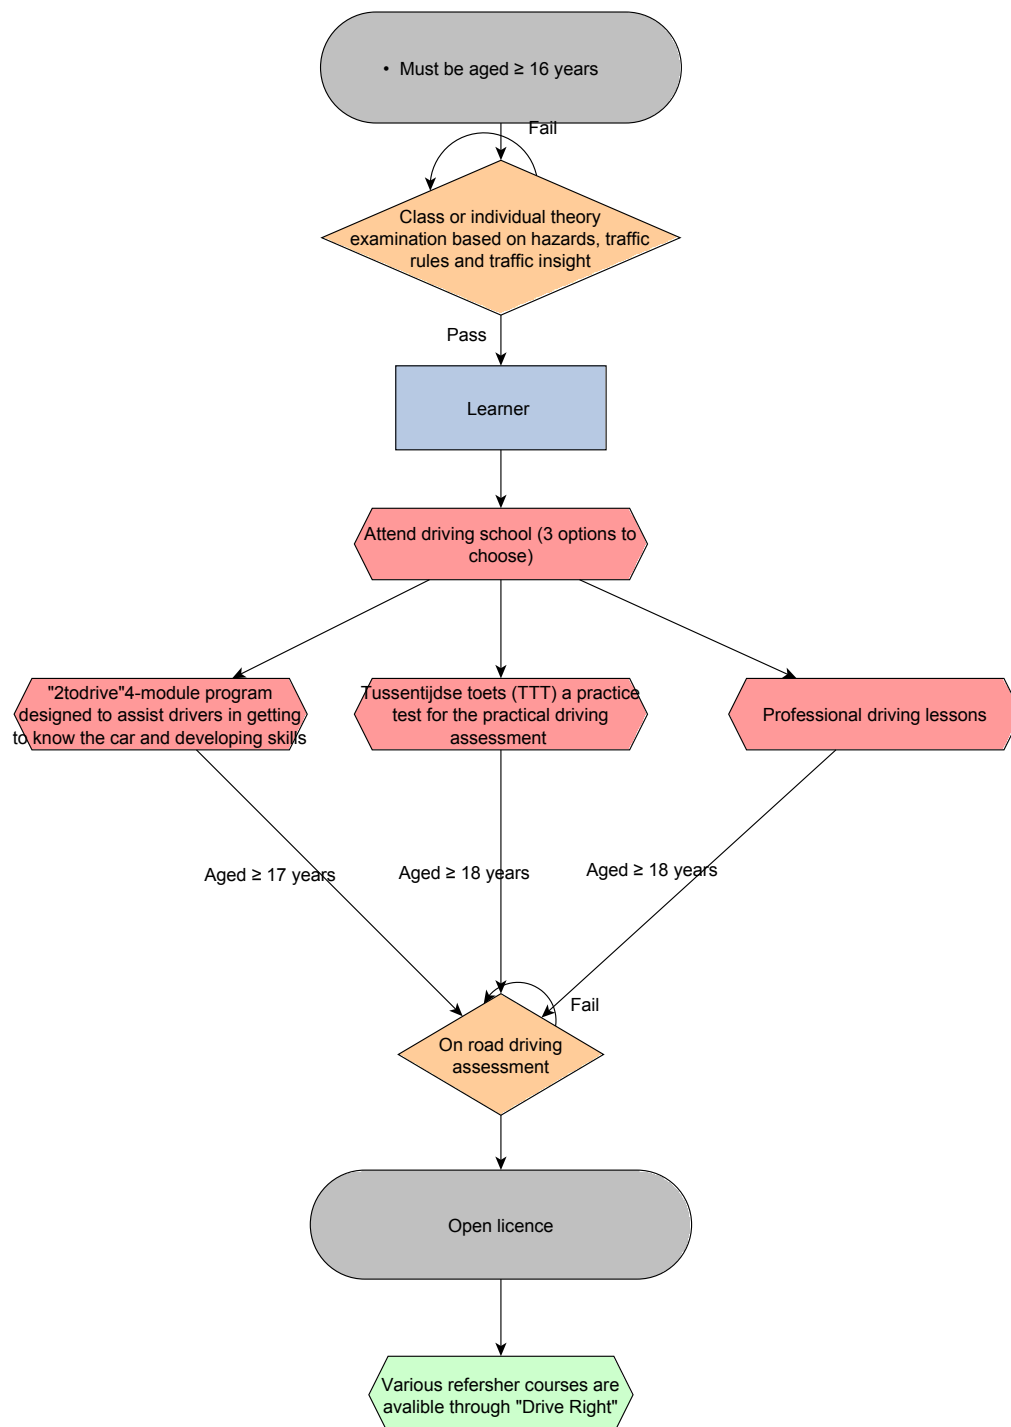 • Must be aged ≥ 16 years
Fail
Class or individual theory
examination based on hazards, traffic
rules and traffic insight
Pass
Learner
Attend driving school (3 options to
choose)
"2todrive"4-module program
designed to assist drivers in getting
to know the car and developing skills
Tussentijdse toets (TTT) a practice
test for the practical driving
assessment
Professional driving lessons
Aged ≥ 17 years
Aged ≥ 18 years
Aged ≥ 18 years
Fail
On road driving
assessment
Open licence
Various refersher courses are
avalible through "Drive Right"